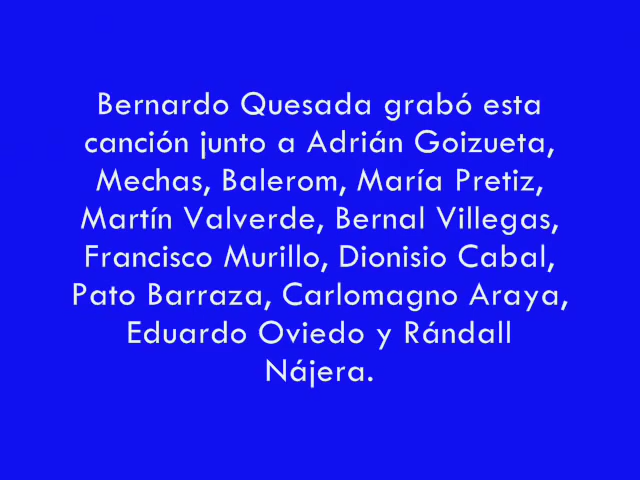 Bernardo Quesada grabó esta
canción junto a Adrián Goizueta,
Mechas, Balerom, María Pretiz,
Martín Valverde, Bernal Villegas,
Francisco Murillo, Dionisio Cabal,
Pato Barraza, Carlomagno Araya,
Eduardo Oviedo y Rándall
Nájera.